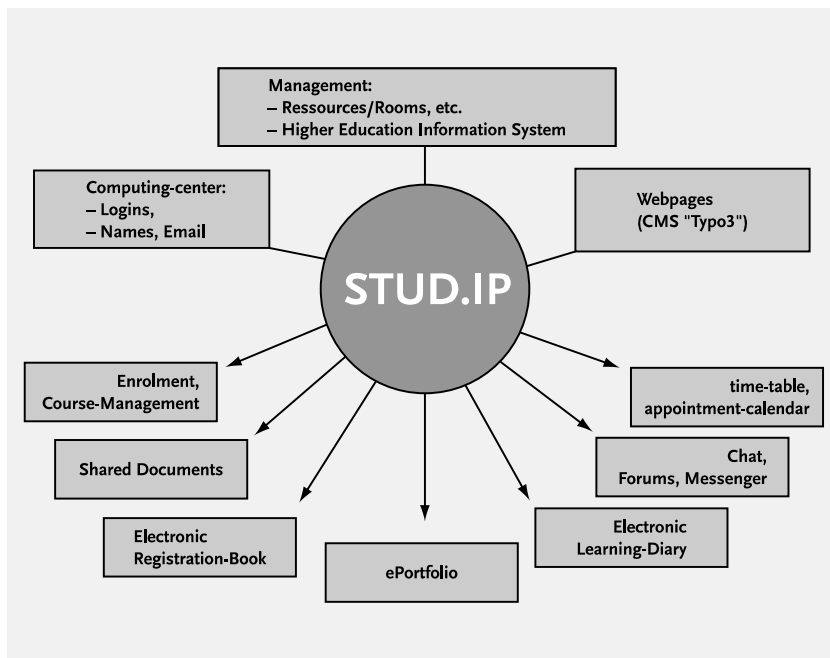 Management:
– Ressources/Rooms, etc.
– Higher Education Information System
Computing-center:
– Logins,
– Names, Email
Webpages
(CMS "Typo3")
STUD.IP
Enrolment,
Course-Management
time-table,
appointment-calendar
Shared Documents
Chat,
Forums, Messenger
Electronic
Registration-Book
Electronic
Learning-Diary
ePortfolio